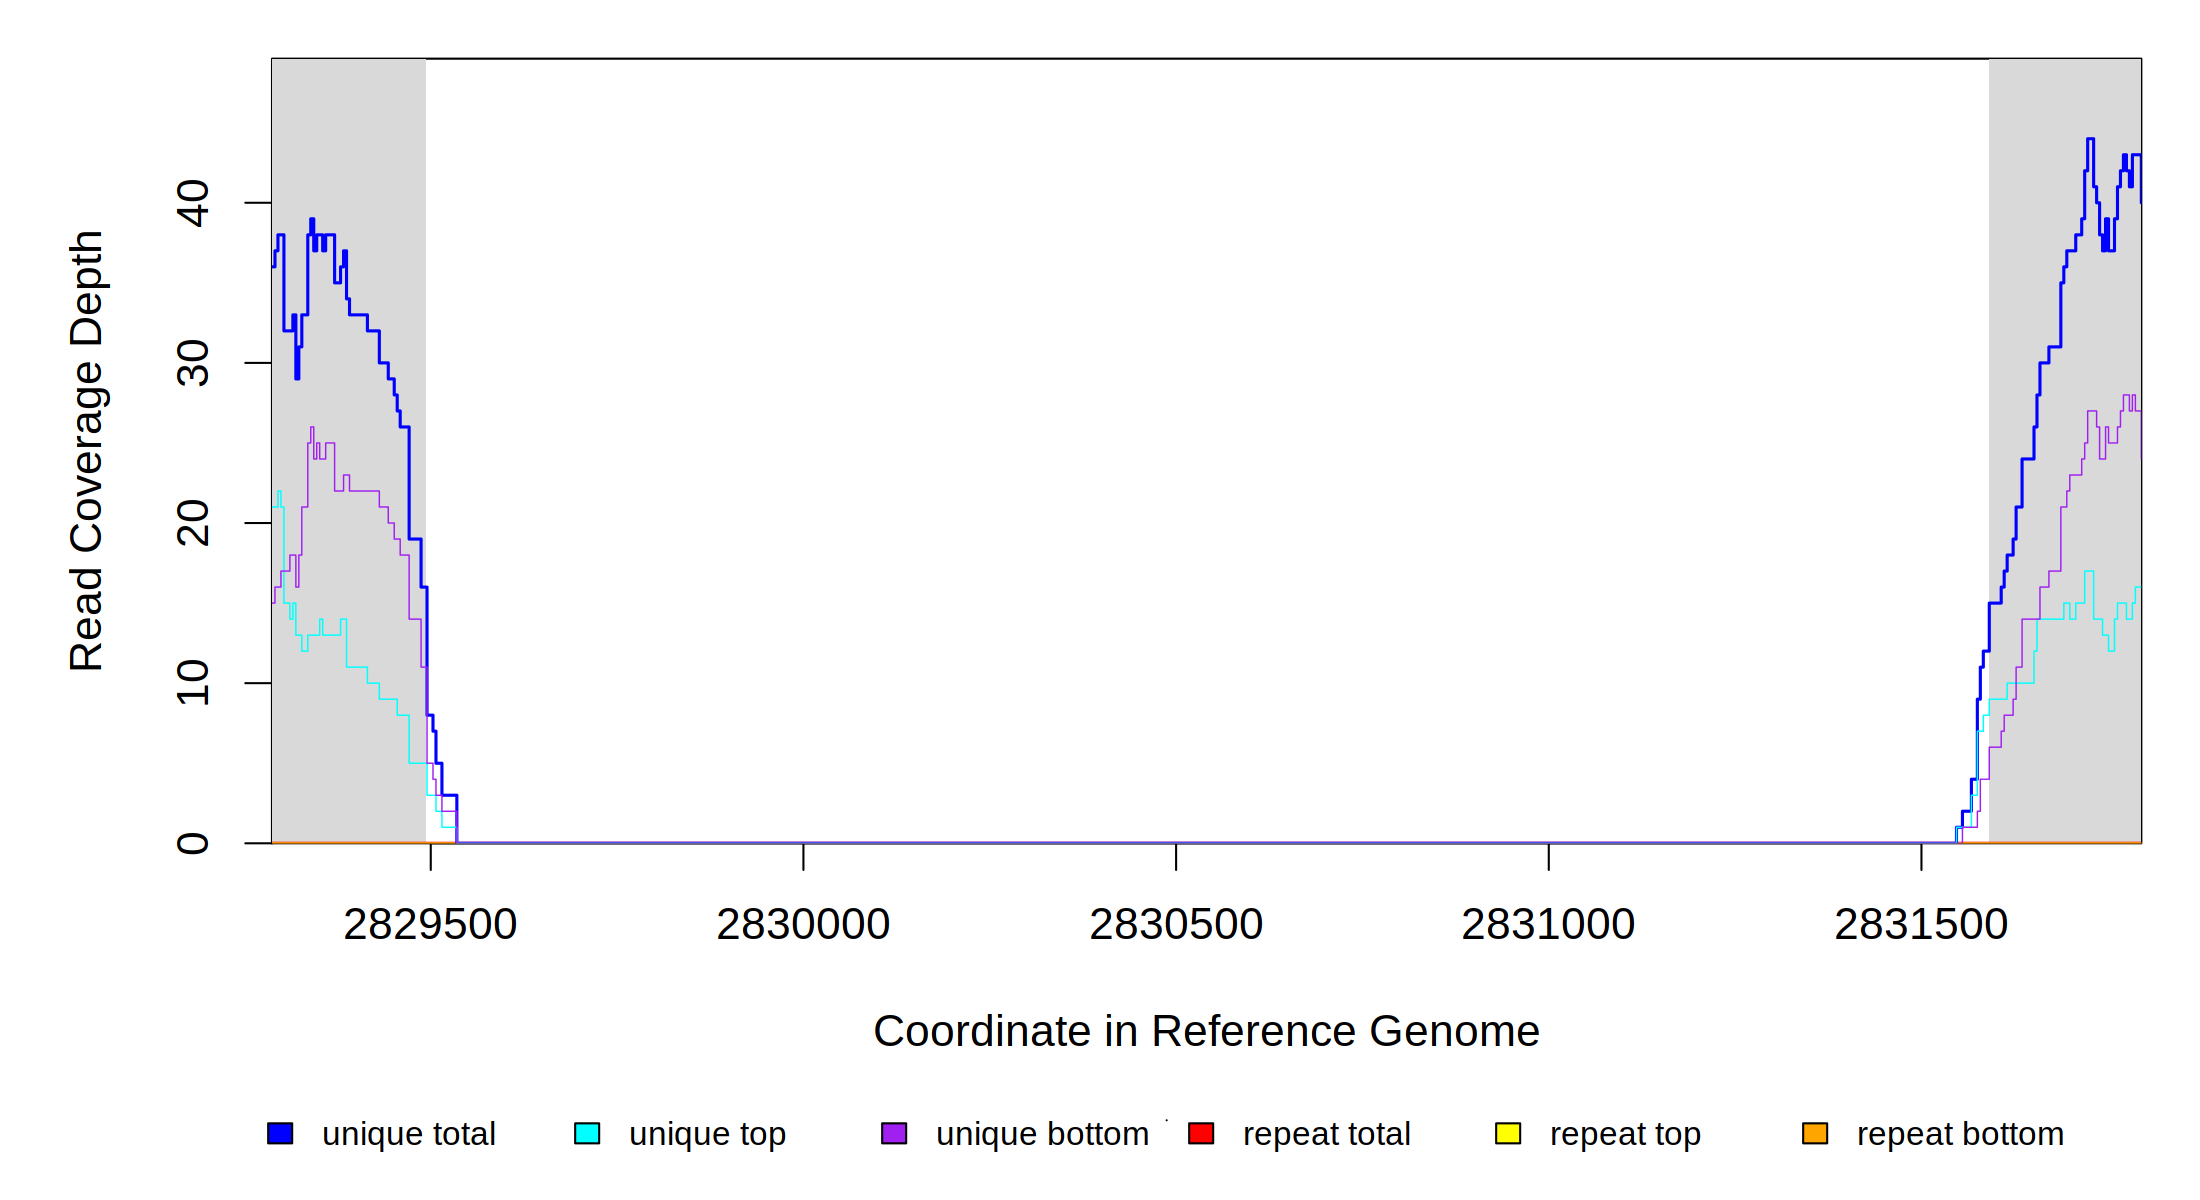 Read Coverage Depth
40
30
20
10
0
2829500 2830000 2830500 2831000 2831500
Coordinate in Reference Genome
unique total unique top unique bottom repeat total repeat top repeat bottom